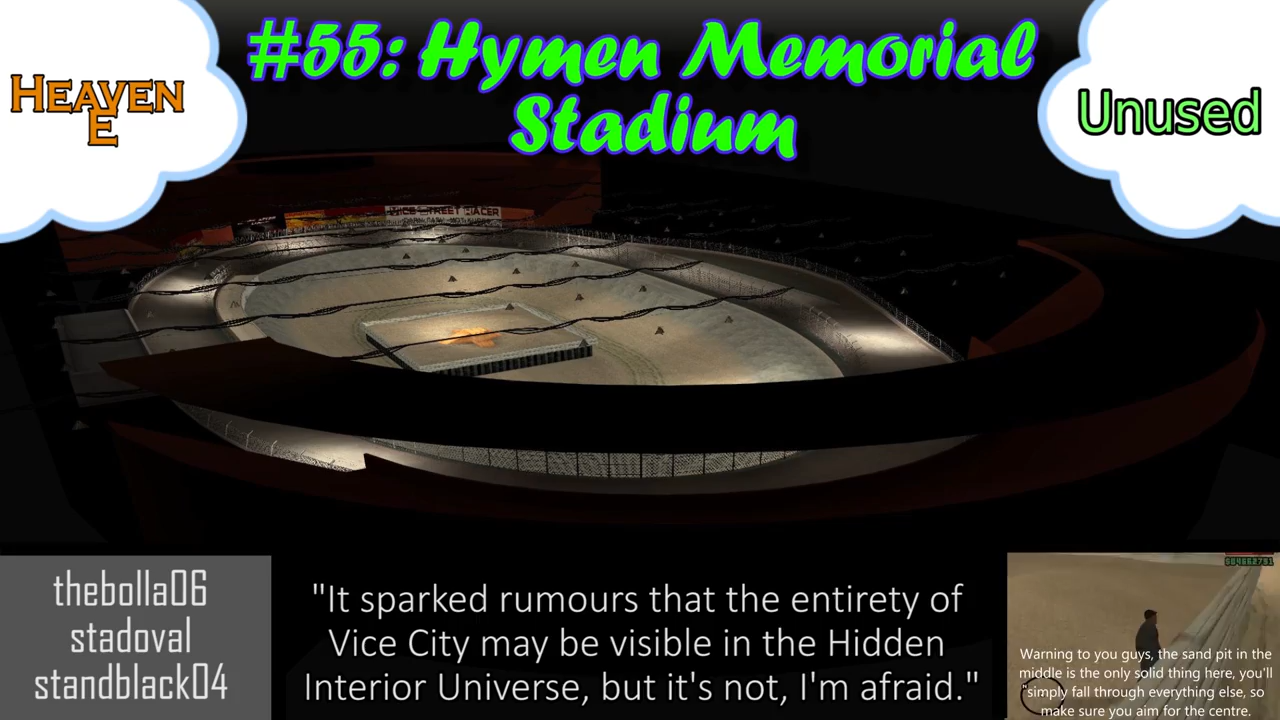 #55: Hymen Memorial
Stadium
HEAVEN
E
Unused
VICE STREET RACER
thebolla06
stadoval
standblack04
"It sparked rumours that the entirety of
Vice City may be visible in the Hidden
Interior Universe, but it's not, I'm afraid."
Warning to you guys, the sand pit in the
middle is the only solid thing here, you'll
simply fall through everything else, so
make sure you aim for the centre.